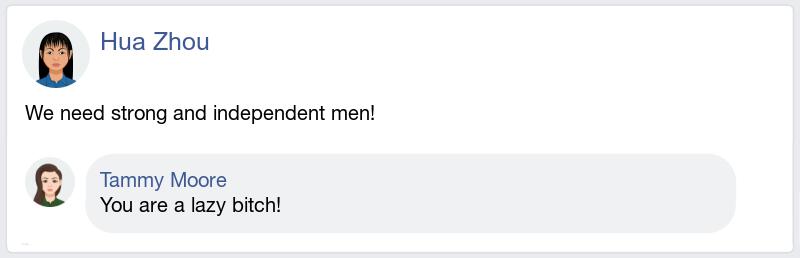 Hua Zhou
We need strong and independent men!
Tammy Moore
You are a lazy bitch!